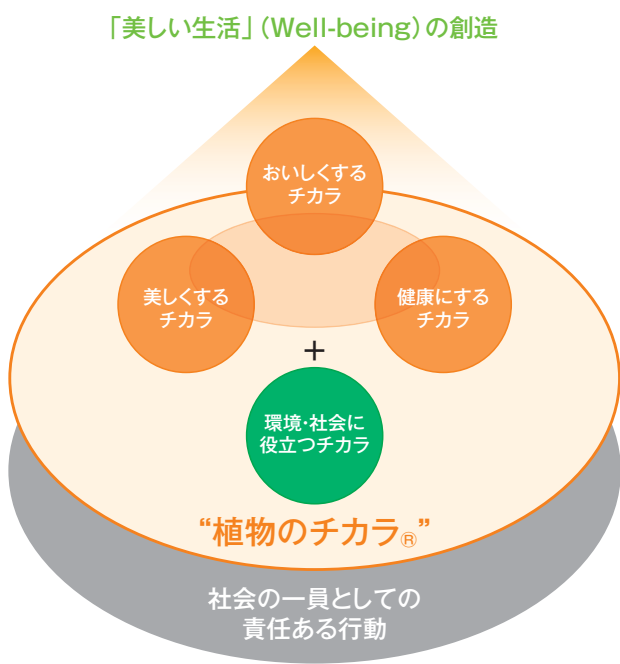 「美しい生活」（Well-being）の創造
おいしくする
チカラ
美しくする
チカラ
健康にする
チカラ
+
環境・社会に
役立つチカラ
“植物のチカラ®”
社会の一員としての
責任ある行動